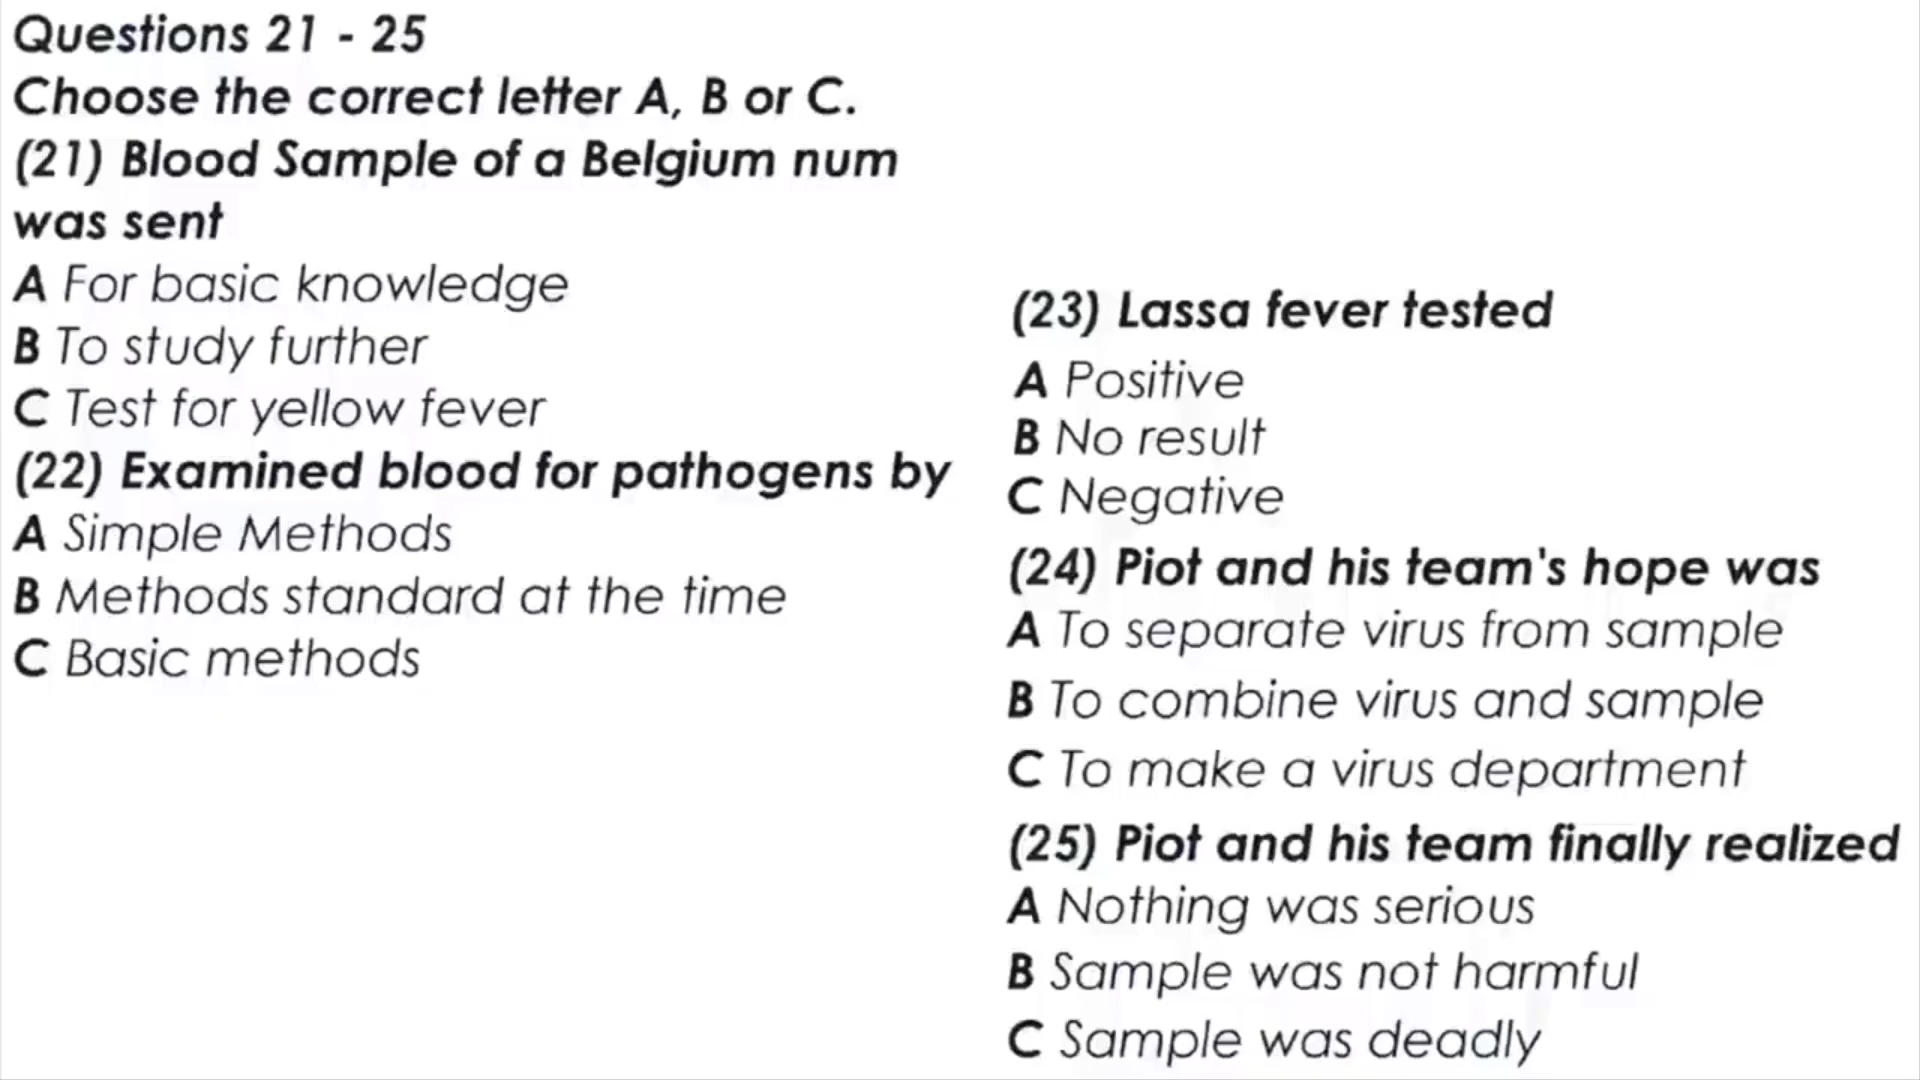 Questions 21 - 25
Choose the correct letter A, B or C.
(21) Blood Sample of a Belgium num
was sent
A For basic knowledge
B To study further
C Test for yellow fever
(22) Examined blood for pathogens by
A Simple Methods
B Methods standard at the time
C Basic methods
(23) Lassa fever tested
A Positive
B No result
C Negative
(24) Piot and his team's hope was
A To separate virus from sample
B To combine virus and sample
C To make a virus department
(25) Piot and his team finally realized
A Nothing was serious
B Sample was not harmful
C Sample was deadly